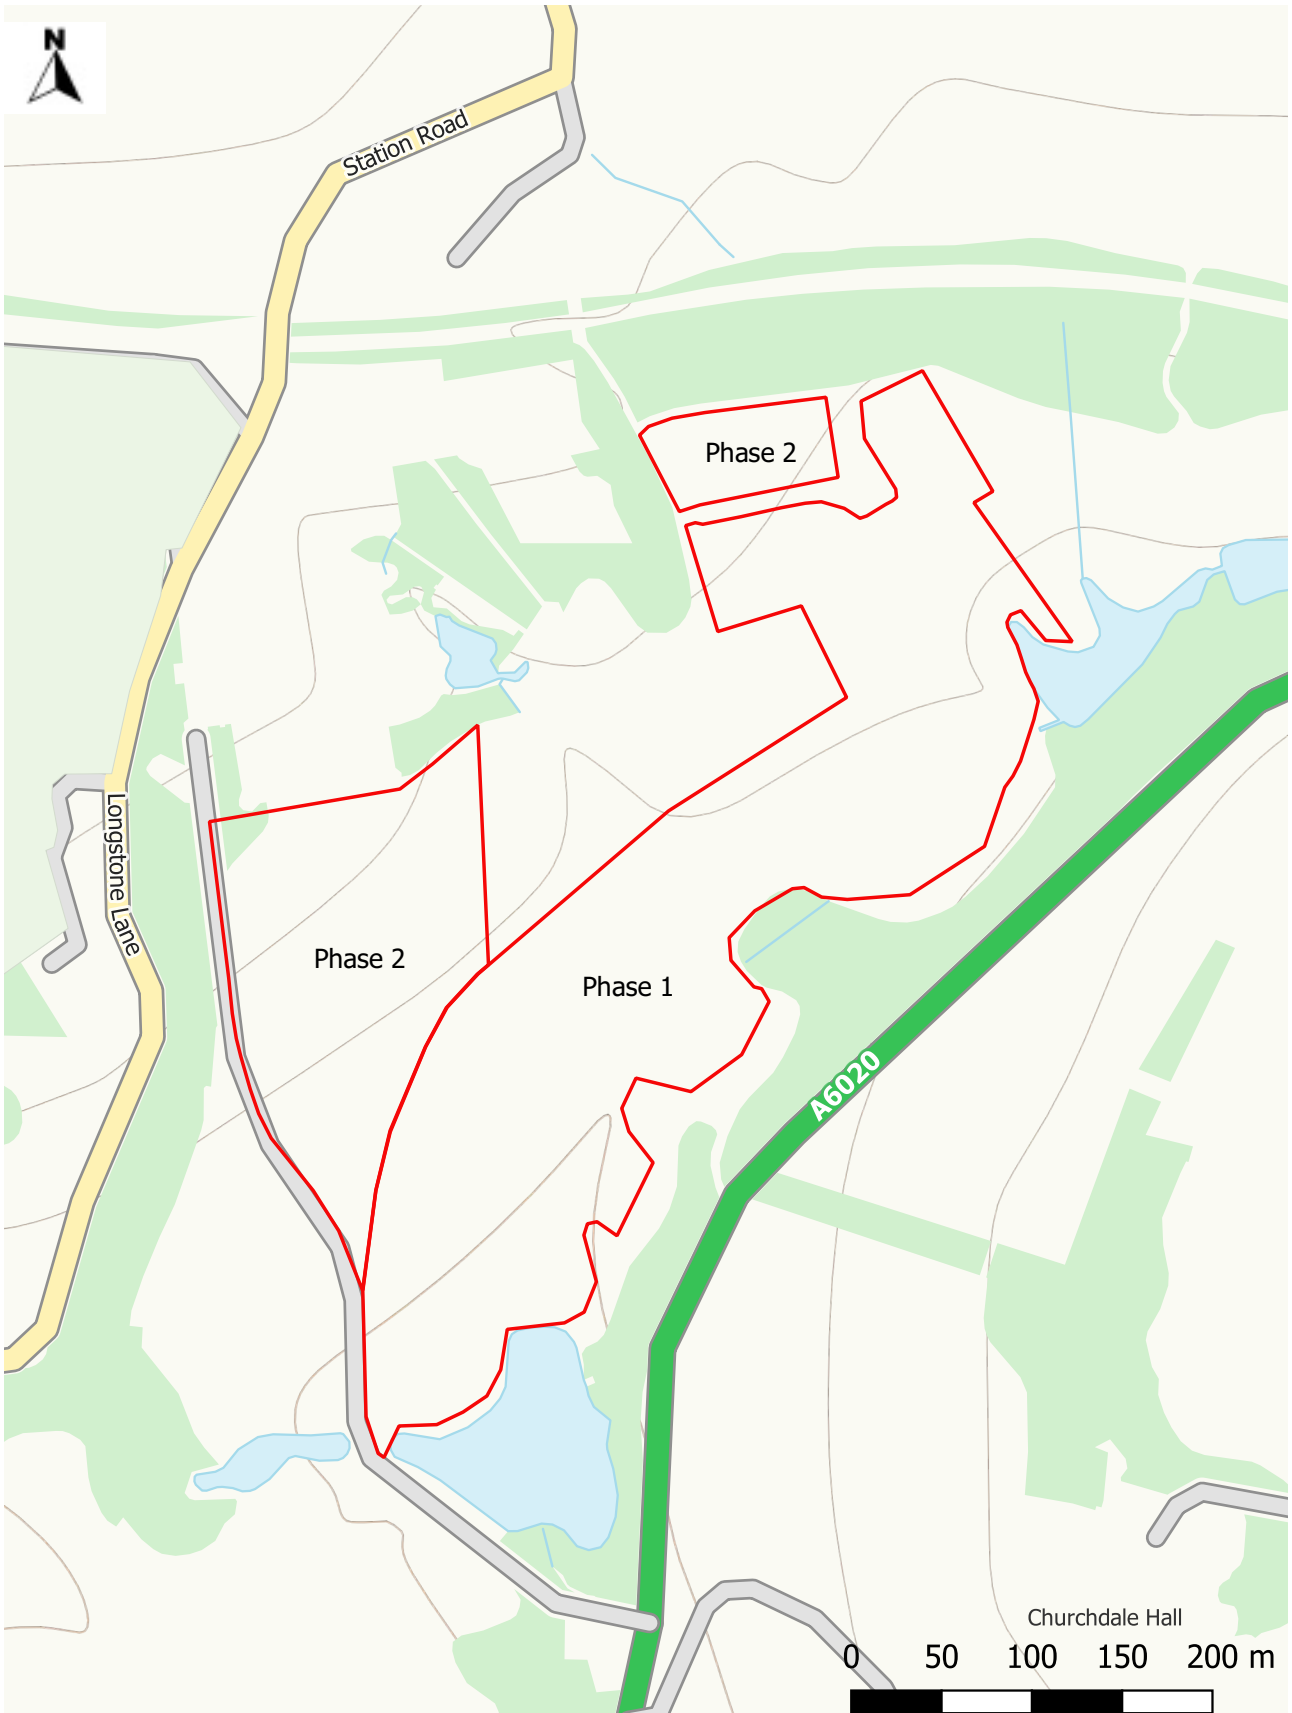 N
Station Road
Phase 2
Longstone Lane
Phase 2
Phase 1
A6020
Churchdale Hall
0 50 100 150 200 m